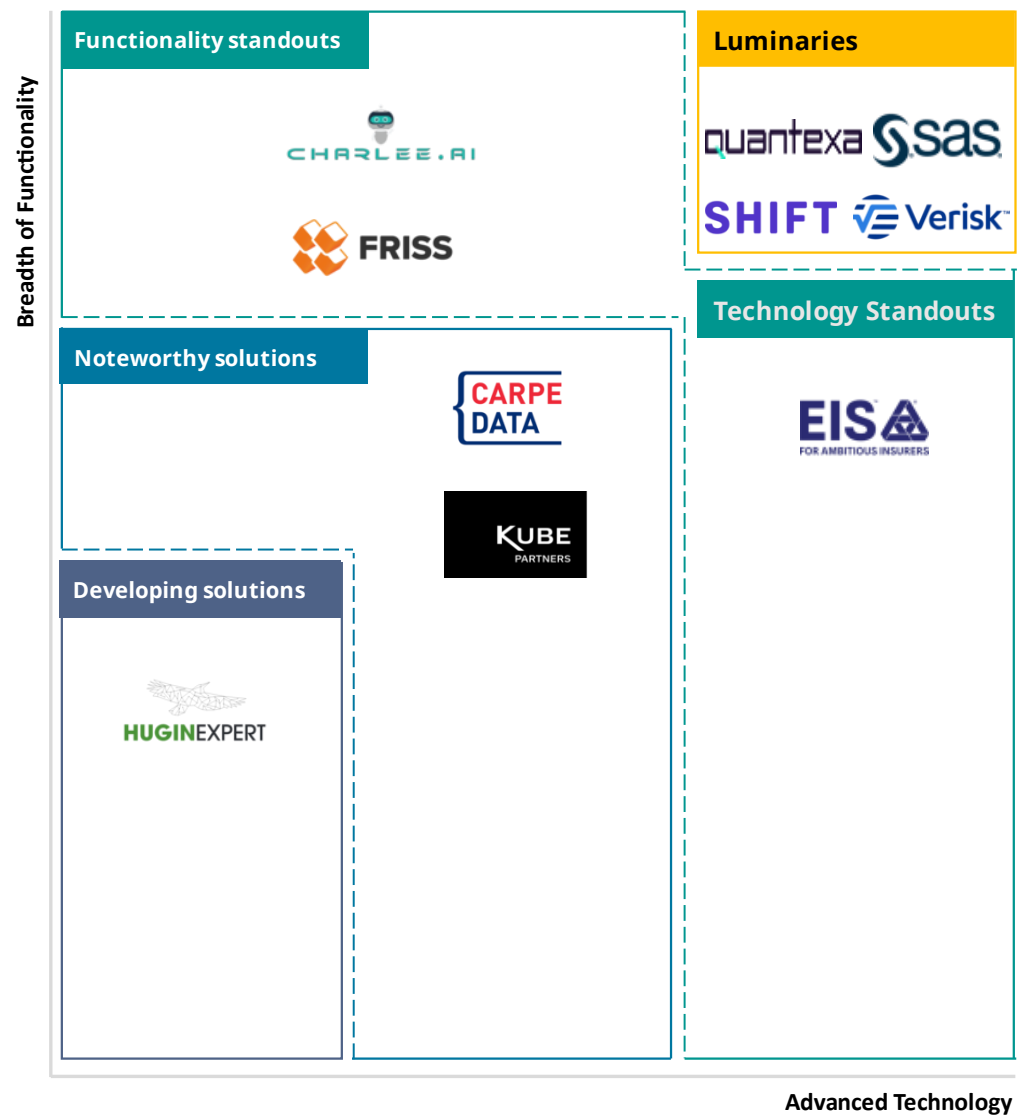 Breadth of Functionality
Functionality standouts
CHARLEE.AI
FRISS
Luminaries
quantexa
sas
SHIFT
Verisk™
Noteworthy solutions
CARPE
DATA
KUBE
PARTNERS
Technology Standouts
EIS
FOR AMBITIOUS INSURERS
Developing solutions
HUGINEXPERT
Advanced Technology